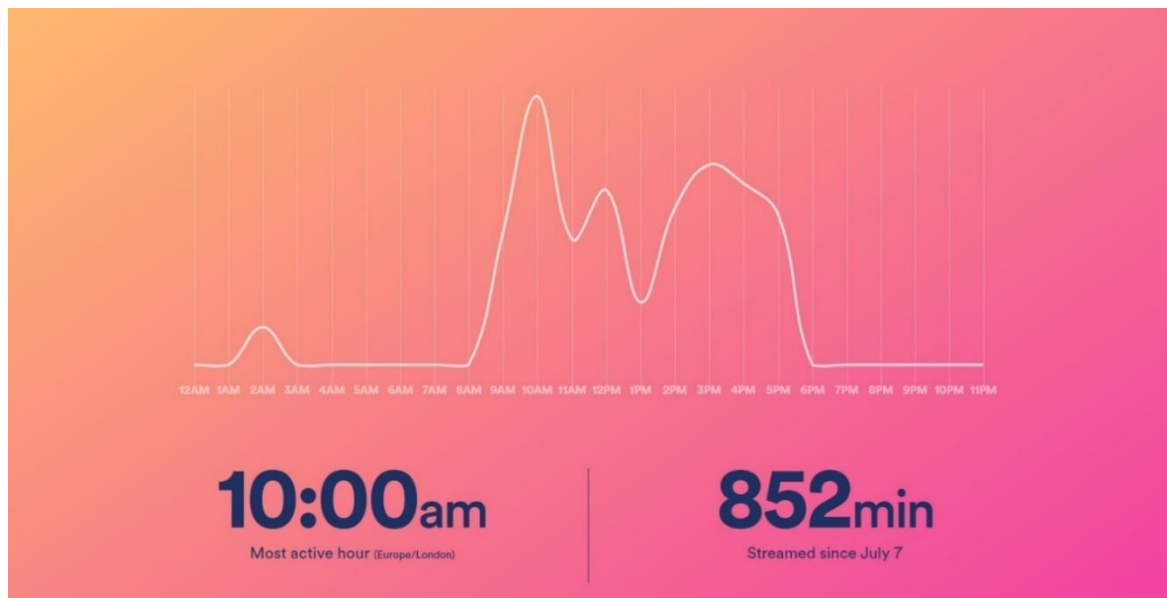 12AM 1AM 2AM 3AM 4AM 5AM 6AM 7AM 8AM 9AM 10AM 11AM 12PM 1PM 2PM 3PM 4PM 5PM 6PM 7PM 8PM 9PM 10PM 11PM
10:00am 852min
Most active hour (Europe/London) Streamed since July 7